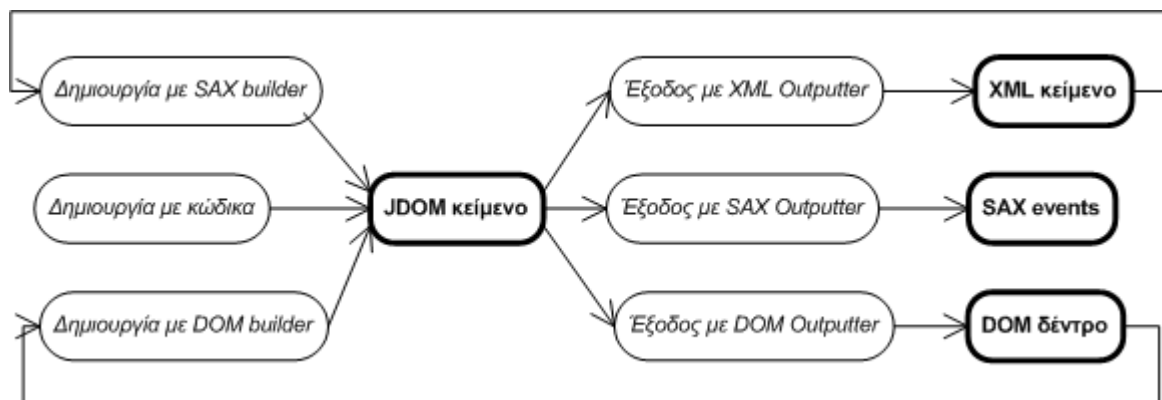 Δημιουργία με SAX builder
Έξοδος με XML Outputter
XML κείμενο
Δημιουργία με κώδικα
JDOM κείμενο
Έξοδος με SAX Outputter
SAX events
Δημιουργία με DOM builder
Έξοδος με DOM Outputter
DOM δέντρο